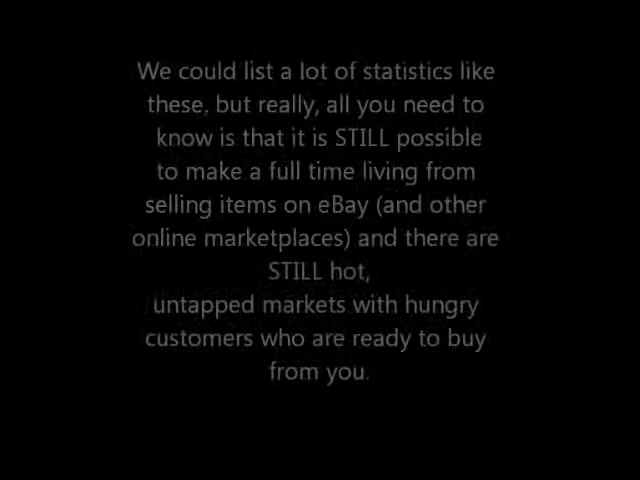 We could list a lot of statistics like
these, but really, all you need to
know is that it is STILL possible
to make a full time living from
selling items on eBay (and other
online marketplaces) and there are
STILL hot,
untapped markets with hungry
customers who are ready to buy
from you.